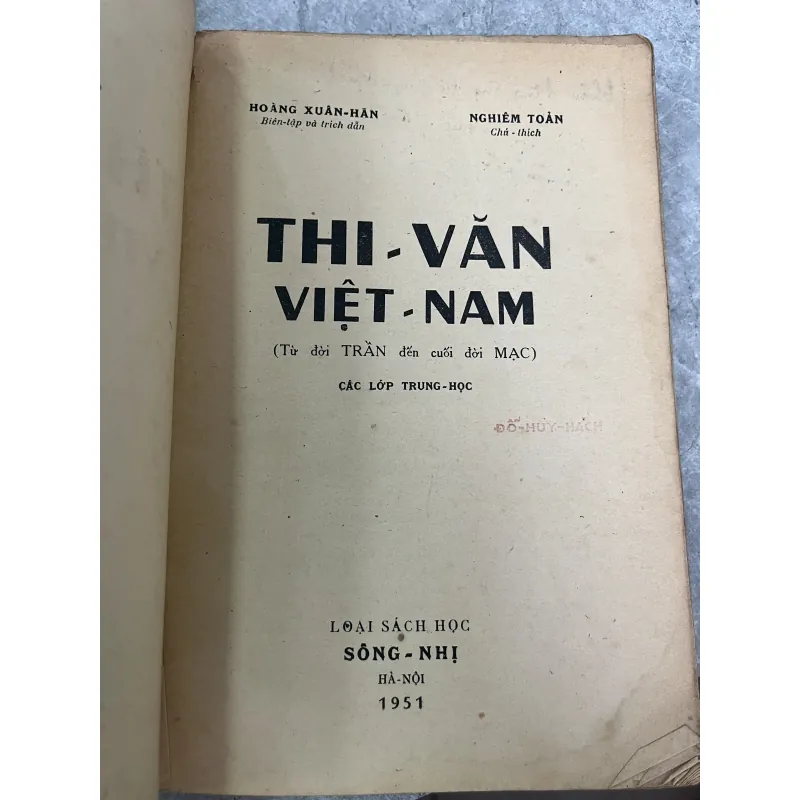 HOÀNG XUÂN-HÃN
Biên-tập và trích dẫn
NGHIÊM TOẢN
Chú-thích
THI-VĂN
VIỆT-NAM
(Từ đời TRẦN đến cuối đời MẠC)
CÁC LỚP TRUNG-HỌC
ĐỖ-HUY-HÁCH
LOẠI SÁCH HỌC
SÔNG-NHỊ
HÀ-NỘI
1951